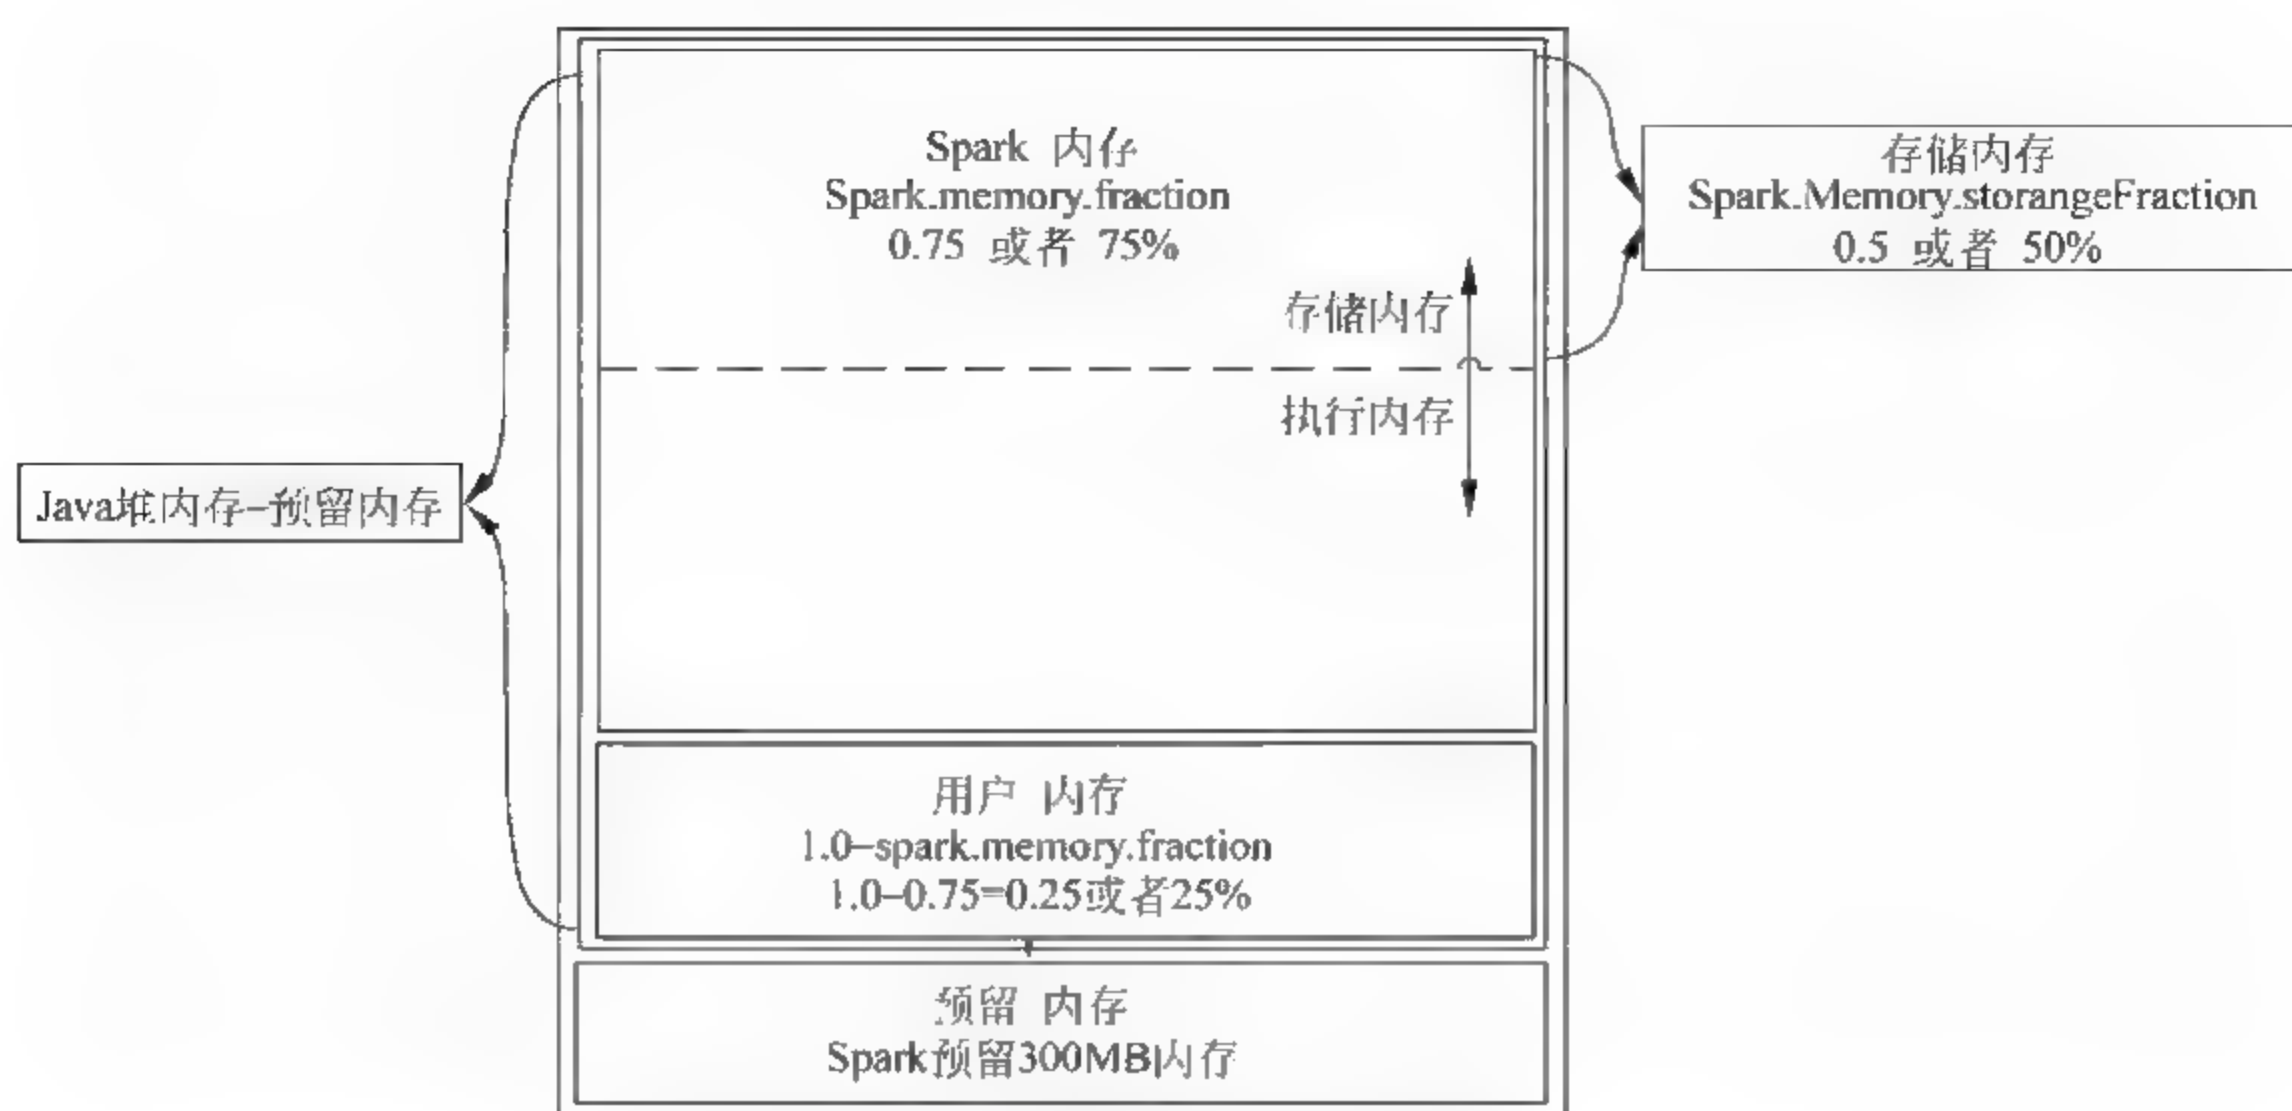 Spark 内存
Spark.memory.fraction
0.75 或者 75%
存储内存
Spark.Memory.storangeFraction
0.5 或者 50%
存储内存
执行内存
Java堆内存–预留内存
用户 内存
1.0–spark.memory.fraction
1.0–0.75=0.25或者25%
预留 内存
Spark预留300MB内存